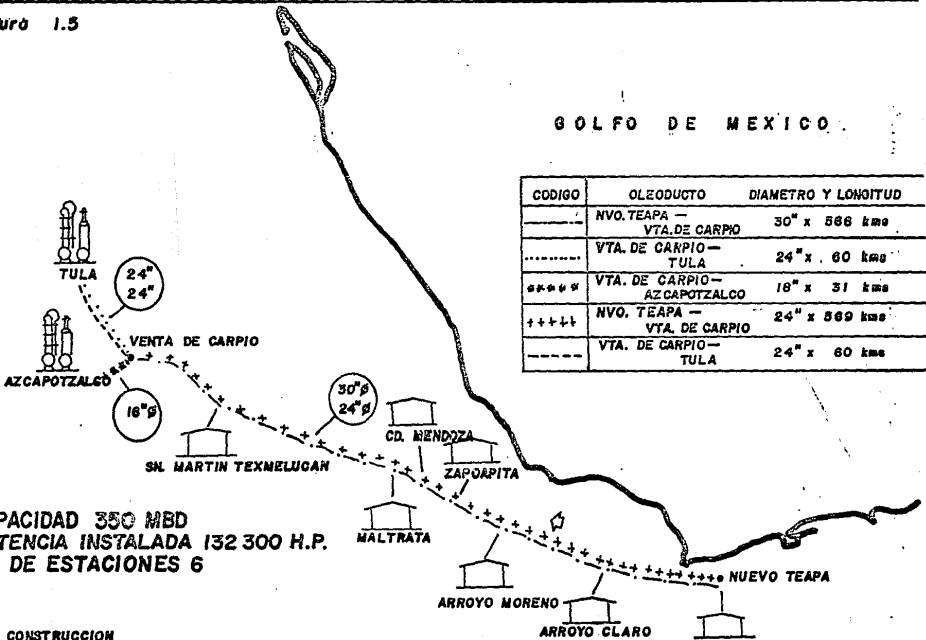 ura 1.5
GOLFO DE MEXICO
CODIGO OLEODUCTO DIAMETRO Y LONGITUD
NVO. TEAPA —
VTA. DE CARPIO 30" x 566 kms
VTA. DE CARPIO —
TULA 24" x 60 kms
VTA. DE CARPIO —
AZCAPOTZALCO 18" x 31 kms
NVO. TEAPA —
VTA. DE CARPIO 24" x 569 kms
VTA. DE CARPIO —
TULA 24" x 60 kms
TULA
24"
24"
VENTA DE CARPIO
AZCAPOTZALCO
18"ø
30"ø
24"ø
SN. MARTIN TEXMELUCAN
CD. MENDOZA
ZAPOAPITA
MALTRATA
ARROYO MORENO
ARROYO CLARO
NUEVO TEAPA
PACIDAD 350 MBD
TENCIA INSTALADA 132 300 H.P.
DE ESTACIONES 6
CONSTRUCCION